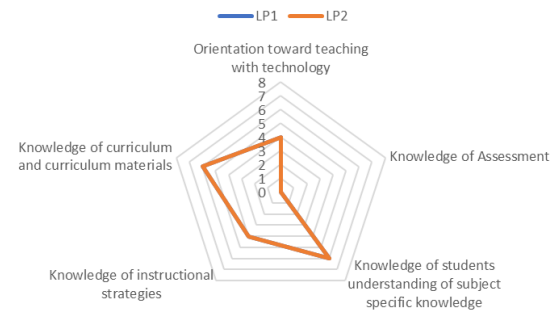 LP1 LP2
Orientation toward teaching
with technology
8
7
6
5
4
3
2
1
0
Knowledge of Assessment
Knowledge of students
understanding of subject
specific knowledge
Knowledge of instructional
strategies
Knowledge of curriculum
and curriculum materials